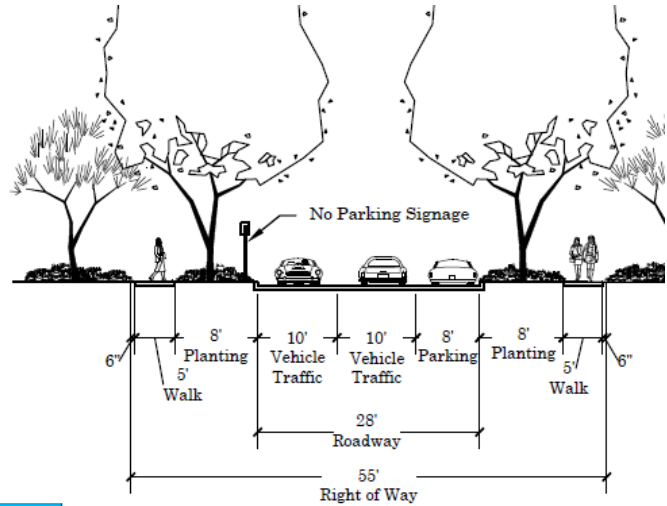 No Parking Signage
6"
5'
Walk
8'
Planting
10'
Vehicle
Traffic
10'
Vehicle
Traffic
8'
Parking
8'
Planting
5'
Walk
6"
28'
Roadway
55'
Right of Way